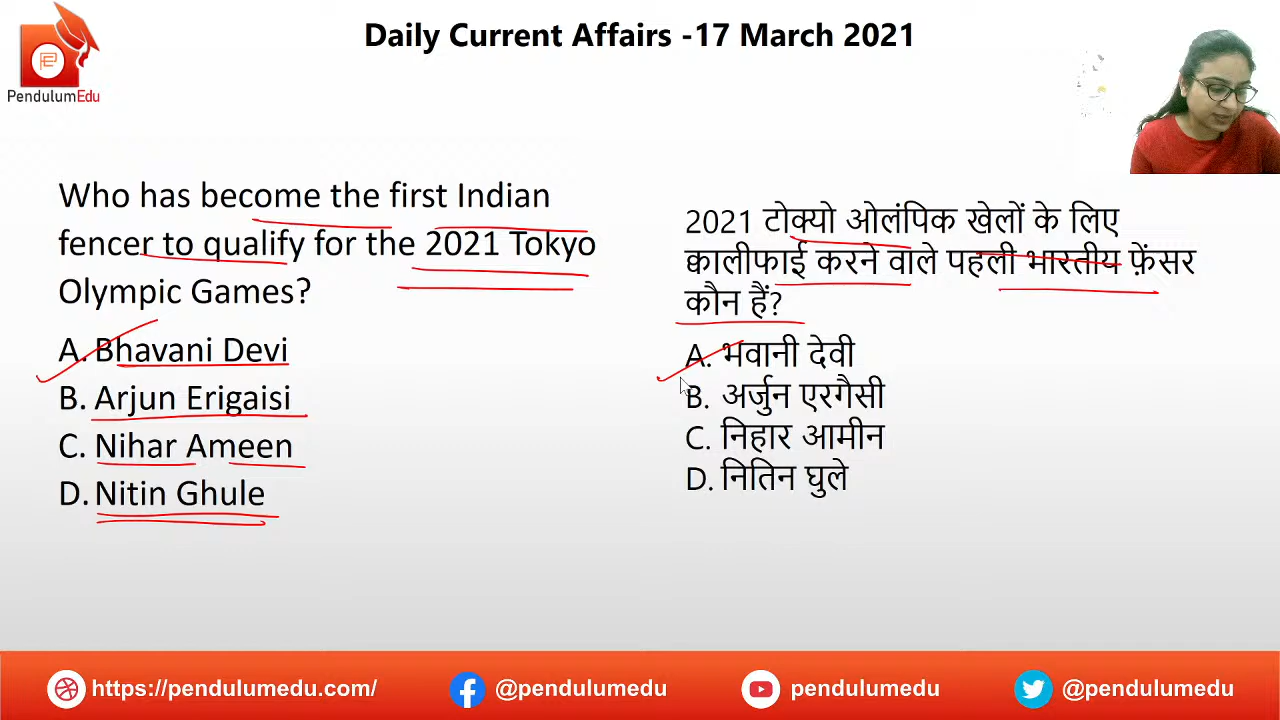 Daily Current Affairs -17 March 2021
PendulumEdu
Who has become the first Indian
fencer to qualify for the 2021 Tokyo
Olympic Games?
A. Bhavani Devi
B. Arjun Erigaisi
C. Nihar Ameen
D. Nitin Ghule
2021 टोक्यो ओलंपिक खेलों के लिए
क्वालीफाई करने वाले पहली भारतीय फ़ेंसर
कौन हैं?
A. भवानी देवी
B. अर्जुन एरगैसी
C. निहार आमीन
D. नितिन घुले
https://pendulumedu.com/
@pendulumedu
pendulumedu
@pendulumedu